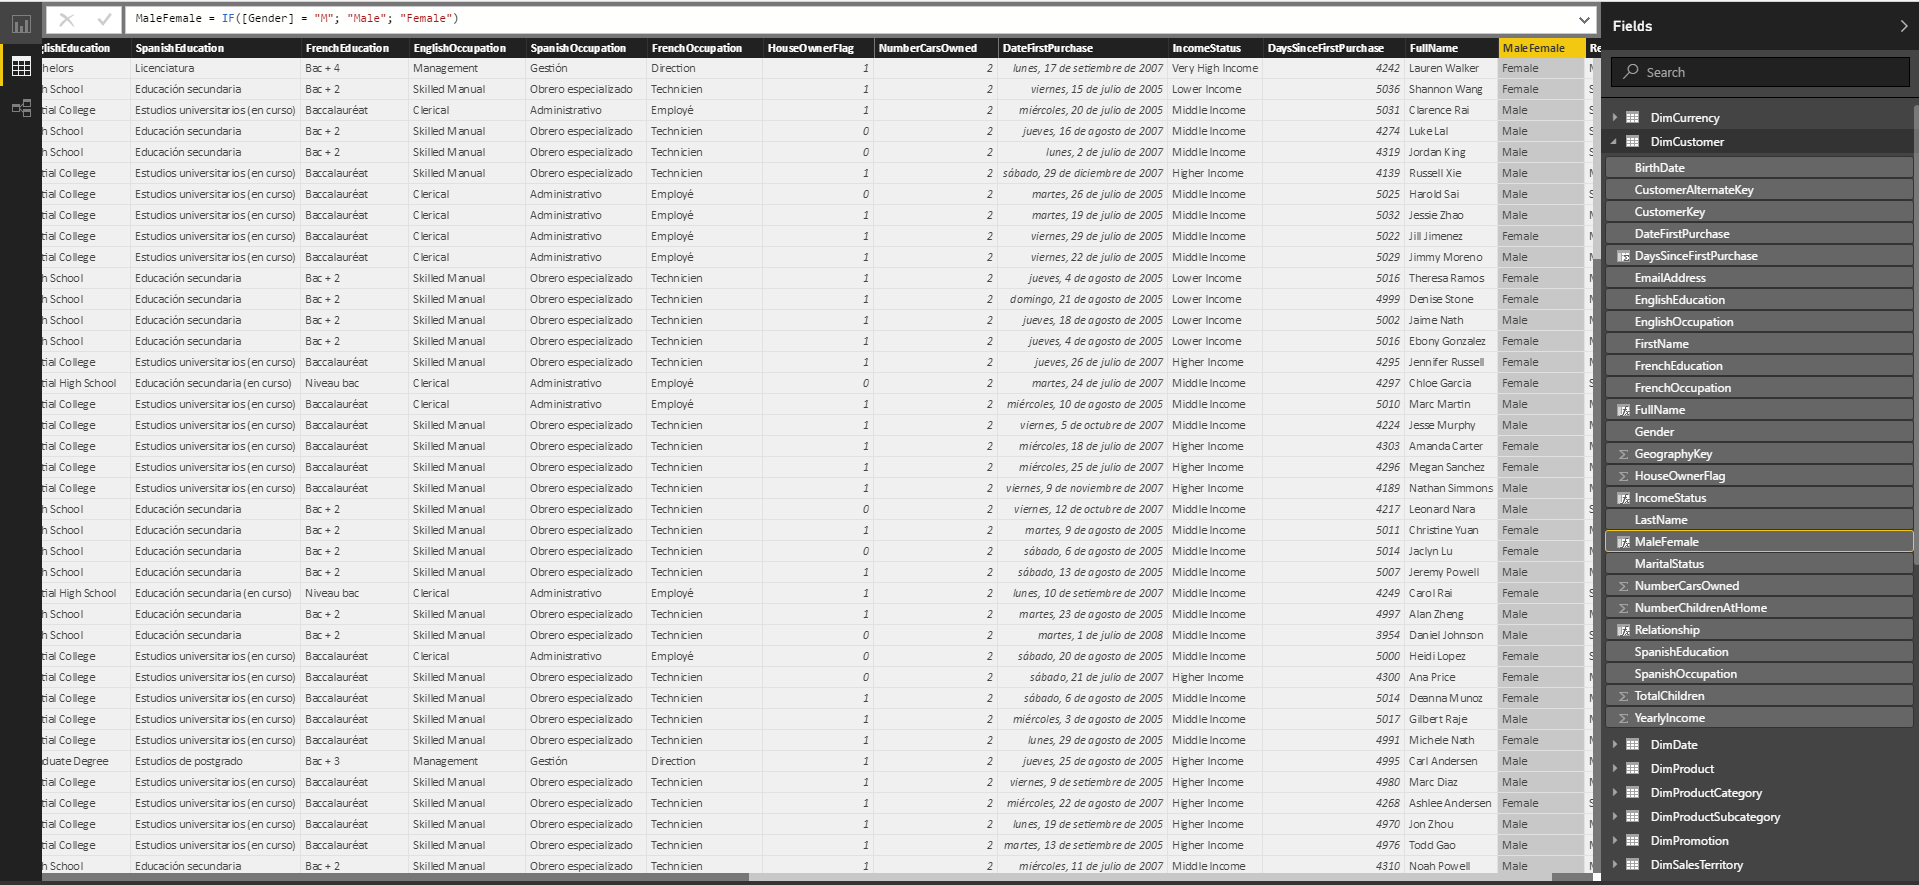 MaleFemale = IF([Gender] = "M"; "Male"; "Female")
glishEducation SpanishEducation FrenchEducation EnglishOccupation SpanishOccupation FrenchOccupation HouseOwnerFlag NumberCarsOwned DateFirstPurchase IncomeStatus DaysSinceFirstPurchase FullName MaleFemale Re
helors Licenciatura Bac + 4 Management Gestión Direction 1 2 lunes, 17 de setiembre de 2007 Very High Income 4242 Lauren Walker Female
h School Educación secundaria Bac + 2 Skilled Manual Obrero especializado Technicien 1 2 viernes, 15 de julio de 2005 Lower Income 5036 Shannon Wang Female
tial College Estudios universitarios (en curso) Baccalauréat Clerical Administrativo Employé 1 2 miércoles, 20 de julio de 2005 Middle Income 5031 Clarence Rai Male
h School Educación secundaria Bac + 2 Skilled Manual Obrero especializado Technicien 0 2 jueves, 16 de agosto de 2007 Middle Income 4274 Luke Lal Male
h School Educación secundaria Bac + 2 Skilled Manual Obrero especializado Technicien 0 2 lunes, 2 de julio de 2007 Middle Income 4319 Jordan King Male
tial College Estudios universitarios (en curso) Baccalauréat Skilled Manual Obrero especializado Technicien 1 2 sábado, 29 de diciembre de 2007 Higher Income 4139 Russell Xie Male
tial College Estudios universitarios (en curso) Baccalauréat Clerical Administrativo Employé 0 2 martes, 26 de julio de 2005 Middle Income 5025 Harold Sai Male
tial College Estudios universitarios (en curso) Baccalauréat Clerical Administrativo Employé 1 2 martes, 19 de julio de 2005 Middle Income 5032 Jessie Zhao Male
tial College Estudios universitarios (en curso) Baccalauréat Clerical Administrativo Employé 1 2 viernes, 29 de julio de 2005 Middle Income 5022 Jill Jimenez Female
tial College Estudios universitarios (en curso) Baccalauréat Clerical Administrativo Employé 1 2 viernes, 22 de julio de 2005 Middle Income 5029 Jimmy Moreno Male
h School Educación secundaria Bac + 2 Skilled Manual Obrero especializado Technicien 1 2 jueves, 4 de agosto de 2005 Lower Income 5016 Theresa Ramos Female
h School Educación secundaria Bac + 2 Skilled Manual Obrero especializado Technicien 1 2 domingo, 21 de agosto de 2005 Lower Income 4999 Denise Stone Female
h School Educación secundaria Bac + 2 Skilled Manual Obrero especializado Technicien 1 2 jueves, 18 de agosto de 2005 Lower Income 5002 Jaime Nath Male
h School Educación secundaria Bac + 2 Skilled Manual Obrero especializado Technicien 1 2 jueves, 4 de agosto de 2005 Lower Income 5016 Ebony Gonzalez Female
tial College Estudios universitarios (en curso) Baccalauréat Skilled Manual Obrero especializado Technicien 1 2 jueves, 26 de julio de 2007 Higher Income 4295 Jennifer Russell Female
tial High School Educación secundaria (en curso) Niveau bac Clerical Administrativo Employé 0 2 martes, 24 de julio de 2007 Middle Income 4297 Chloe Garcia Female
tial College Estudios universitarios (en curso) Baccalauréat Clerical Administrativo Employé 1 2 miércoles, 10 de agosto de 2005 Middle Income 5010 Marc Martin Male
tial College Estudios universitarios (en curso) Baccalauréat Skilled Manual Obrero especializado Technicien 1 2 viernes, 5 de octubre de 2007 Middle Income 4224 Jesse Murphy Male
tial College Estudios universitarios (en curso) Baccalauréat Skilled Manual Obrero especializado Technicien 1 2 miércoles, 18 de julio de 2007 Higher Income 4303 Amanda Carter Female
tial College Estudios universitarios (en curso) Baccalauréat Skilled Manual Obrero especializado Technicien 1 2 miércoles, 25 de julio de 2007 Higher Income 4296 Megan Sanchez Female
tial College Estudios universitarios (en curso) Baccalauréat Skilled Manual Obrero especializado Technicien 1 2 viernes, 9 de noviembre de 2007 Higher Income 4189 Nathan Simmons Male
h School Educación secundaria Bac + 2 Skilled Manual Obrero especializado Technicien 0 2 viernes, 12 de octubre de 2007 Middle Income 4217 Leonard Nara Male
h School Educación secundaria Bac + 2 Skilled Manual Obrero especializado Technicien 1 2 martes, 9 de agosto de 2005 Middle Income 5011 Christine Yuan Female
h School Educación secundaria Bac + 2 Skilled Manual Obrero especializado Technicien 0 2 sábado, 6 de agosto de 2005 Middle Income 5014 Jaclyn Lu Female
h School Educación secundaria Bac + 2 Skilled Manual Obrero especializado Technicien 1 2 sábado, 13 de agosto de 2005 Middle Income 5007 Jeremy Powell Male
tial High School Educación secundaria (en curso) Niveau bac Clerical Administrativo Employé 1 2 lunes, 10 de setiembre de 2007 Middle Income 4249 Carol Rai Female
h School Educación secundaria Bac + 2 Skilled Manual Obrero especializado Technicien 1 2 martes, 23 de agosto de 2005 Middle Income 4997 Alan Zheng Male
h School Educación secundaria Bac + 2 Skilled Manual Obrero especializado Technicien 0 2 martes, 1 de julio de 2008 Middle Income 3954 Daniel Johnson Male
tial College Estudios universitarios (en curso) Baccalauréat Clerical Administrativo Employé 0 2 sábado, 20 de agosto de 2005 Middle Income 5000 Heidi Lopez Female
tial College Estudios universitarios (en curso) Baccalauréat Skilled Manual Obrero especializado Technicien 0 2 sábado, 21 de julio de 2007 Higher Income 4300 Ana Price Female
tial College Estudios universitarios (en curso) Baccalauréat Skilled Manual Obrero especializado Technicien 1 2 sábado, 6 de agosto de 2005 Middle Income 5014 Deanna Munoz Female
tial College Estudios universitarios (en curso) Baccalauréat Skilled Manual Obrero especializado Technicien 1 2 miércoles, 3 de agosto de 2005 Middle Income 5017 Gilbert Raje Male
tial College Estudios universitarios (en curso) Baccalauréat Skilled Manual Obrero especializado Technicien 1 2 lunes, 29 de agosto de 2005 Middle Income 4991 Michele Nath Female
duate Degree Estudios de postgrado Bac + 3 Management Gestión Direction 1 2 jueves, 25 de agosto de 2005 Higher Income 4995 Carl Andersen Male
tial College Estudios universitarios (en curso) Baccalauréat Skilled Manual Obrero especializado Technicien 1 2 viernes, 9 de setiembre de 2005 Higher Income 4980 Marc Diaz Male
tial College Estudios universitarios (en curso) Baccalauréat Skilled Manual Obrero especializado Technicien 1 2 miércoles, 22 de agosto de 2007 Higher Income 4268 Ashlee Andersen Female
tial College Estudios universitarios (en curso) Baccalauréat Skilled Manual Obrero especializado Technicien 1 2 lunes, 19 de setiembre de 2005 Higher Income 4970 Jon Zhou Male
tial College Estudios universitarios (en curso) Baccalauréat Skilled Manual Obrero especializado Technicien 1 2 martes, 13 de setiembre de 2005 Higher Income 4976 Todd Gao Male
h School Educación secundaria Bac + 2 Skilled Manual Obrero especializado Technicien 1 2 miércoles, 11 de julio de 2007 Middle Income 4310 Noah Powell Male
Fields
Search
DimCurrency
DimCustomer
BirthDate
CustomerAlternateKey
CustomerKey
DateFirstPurchase
DaysSinceFirstPurchase
EmailAddress
EnglishEducation
EnglishOccupation
FirstName
FrenchEducation
FrenchOccupation
FullName
Gender
Σ GeographyKey
Σ HouseOwnerFlag
IncomeStatus
LastName
MaleFemale
MaritalStatus
Σ NumberCarsOwned
Σ NumberChildrenAtHome
Relationship
SpanishEducation
SpanishOccupation
Σ TotalChildren
Σ YearlyIncome
DimDate
DimProduct
DimProductCategory
DimProductSubcategory
DimPromotion
DimSalesTerritory